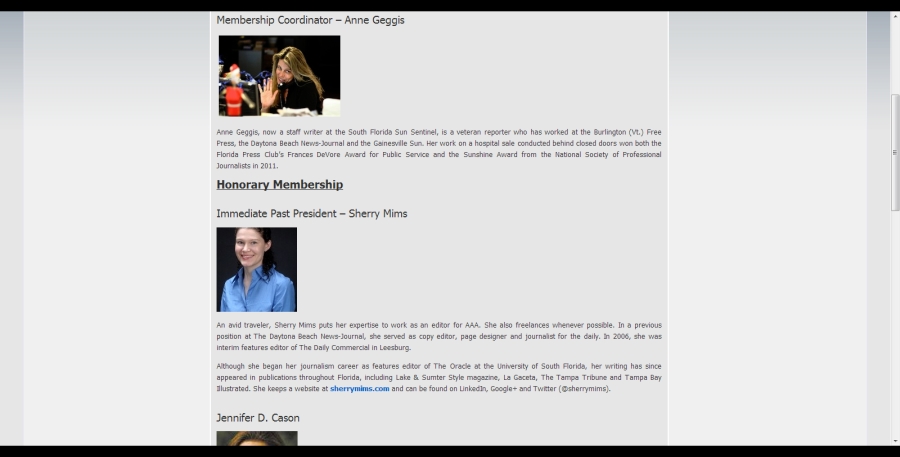 Membership Coordinator – Anne Geggis
Anne Geggis, now a staff writer at the South Florida Sun Sentinel, is a veteran reporter who has worked at the Burlington (Vt.) Free
Press, the Daytona Beach News-Journal and the Gainesville Sun. Her work on a hospital sale conducted behind closed doors won both the
Florida Press Club's Frances DeVore Award for Public Service and the Sunshine Award from the National Society of Professional
Journalists in 2011.
Honorary Membership
Immediate Past President – Sherry Mims
An avid traveler, Sherry Mims puts her expertise to work as an editor for AAA. She also freelances whenever possible. In a previous
position at The Daytona Beach News-Journal, she served as copy editor, page designer and journalist for the daily. In 2006, she was
interim features editor of The Daily Commercial in Leesburg.
Although she began her journalism career as features editor of The Oracle at the University of South Florida, her writing has since
appeared in publications throughout Florida, including Lake & Sumter Style magazine, La Gaceta, The Tampa Tribune and Tampa Bay
Illustrated. She keeps a website at sherrymims.com and can be found on LinkedIn, Google+ and Twitter (@sherrymims).
Jennifer D. Cason